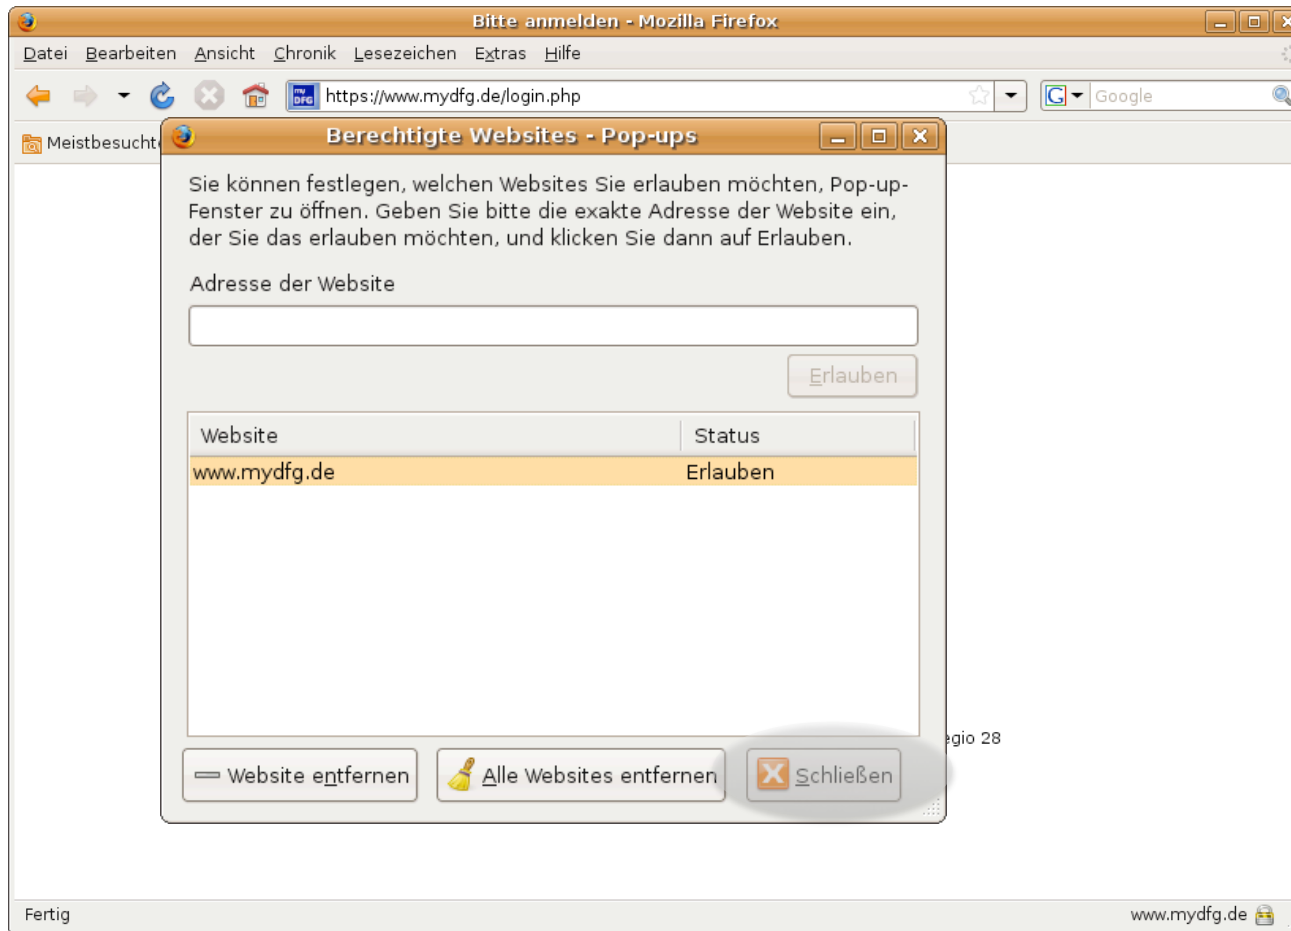 Bitte anmelden - Mozilla Firefox
Datei Bearbeiten Ansicht Chronik Lesezeichen Extras Hilfe
my DFG https://www.mydfg.de/login.php G Google
Meistbesuchte
Berechtigte Websites - Pop-ups
Sie können festlegen, welchen Websites Sie erlauben möchten, Pop-up-
Fenster zu öffnen. Geben Sie bitte die exakte Adresse der Website ein,
der Sie das erlauben möchten, und klicken Sie dann auf Erlauben.
Adresse der Website
Erlauben
Website Status
www.mydfg.de Erlauben
egio 28
Website entfernen Alle Websites entfernen Schließen
Fertig www.mydfg.de